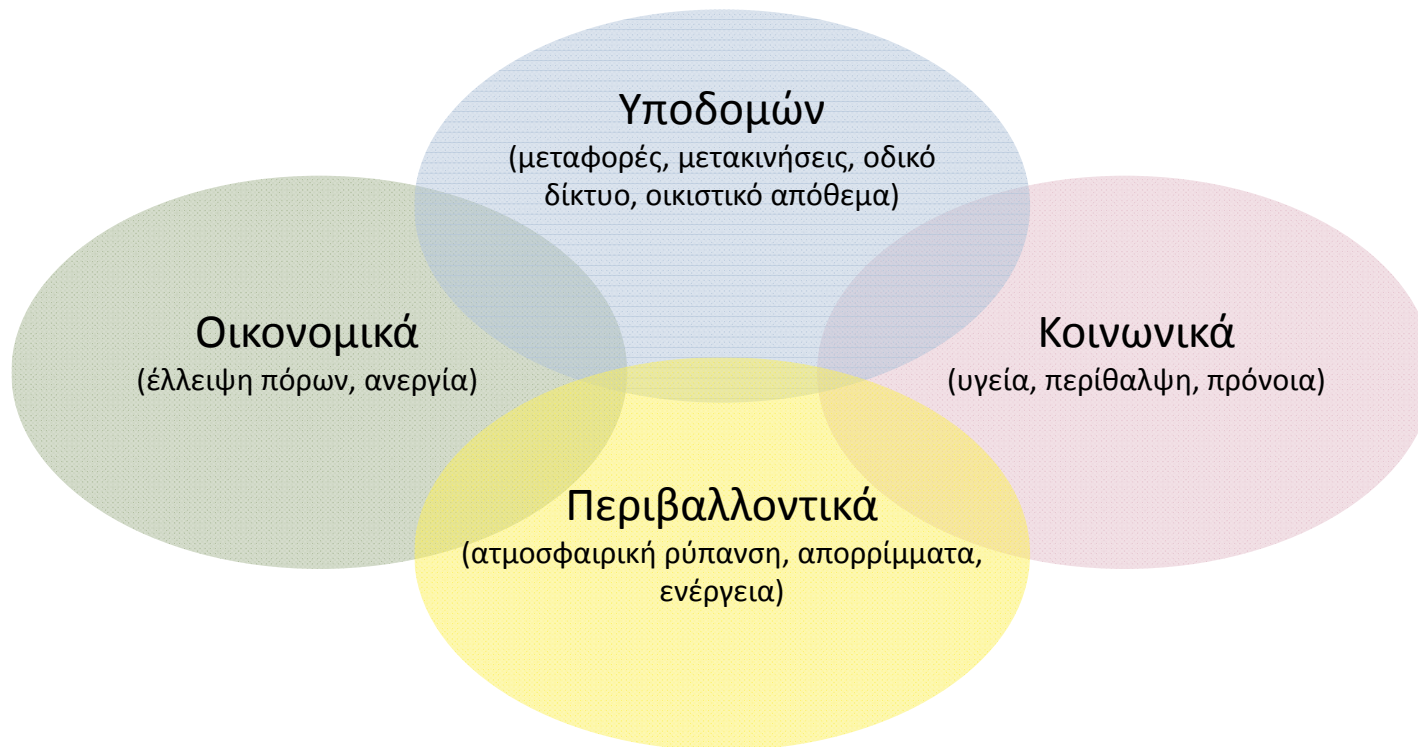 Υποδομών
(μεταφορές, μετακινήσεις, οδικό
δίκτυο, οικιστικό απόθεμα)
Οικονομικά
(έλλειψη πόρων, ανεργία)
Κοινωνικά
(υγεία, περίθαλψη, πρόνοια)
Περιβαλλοντικά
(ατμοσφαιρική ρύπανση, απορρίμματα,
ενέργεια)